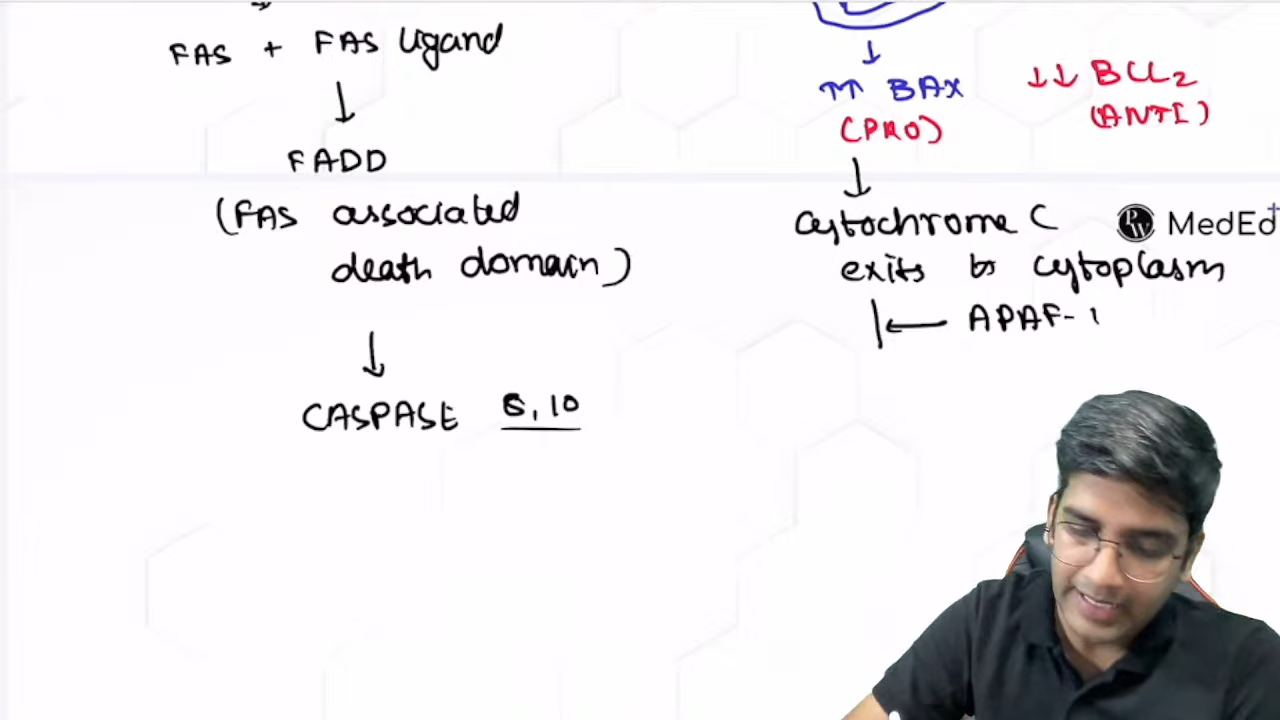 FAS + FAS ligand
↓
FADD
(FAS associated
death domain)
↓
CASPASE 8, 10
↓
↑↑ BAX
(PRO)
↓↓ BCL2
(ANTI)
↓
Cytochrome C
exits to cytoplasm
← APAF-1
PW MedEd